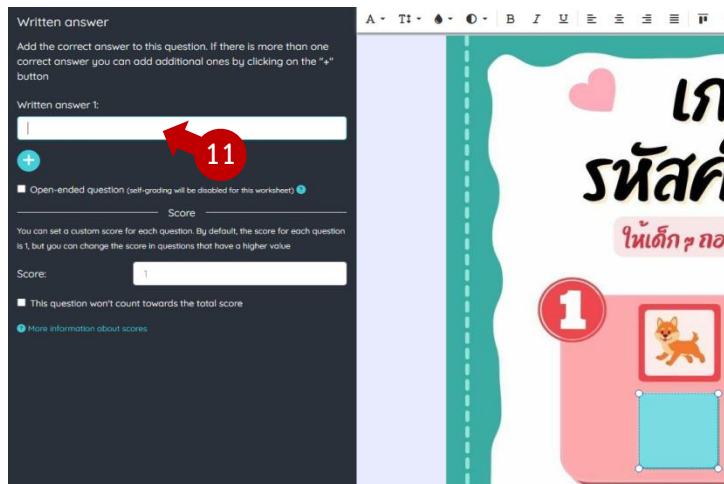 Written answer
Add the correct answer to this question. If there is more than one
correct answer you can add additional ones by clicking on the "+"
button
Written answer 1:
11
Open-ended question (self-grading will be disabled for this worksheet)
Score
You can set a custom score for each question. By default, the score for each question
is 1, but you can change the score in questions that have a higher value
Score:
1
This question won't count towards the total score
More information about scores
A
B I U
เก
รหัสค
ให้เด็ก ๆ ถอ
1